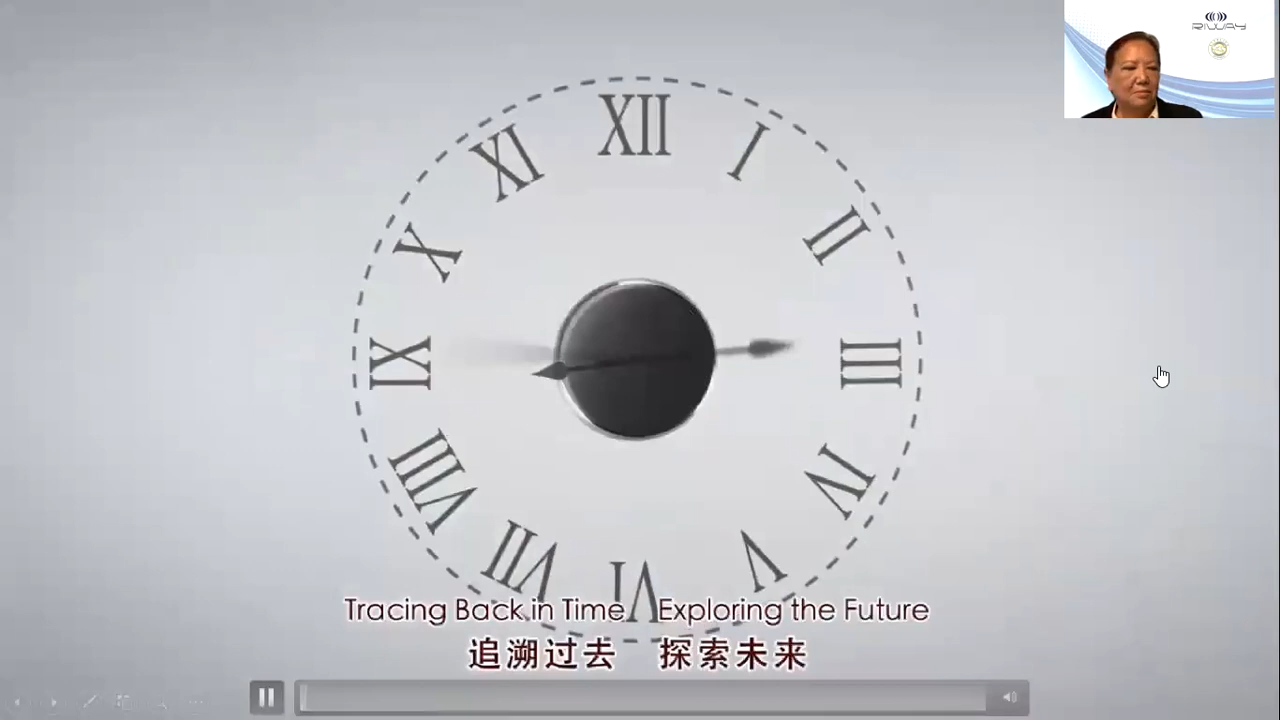 RIWAY
XII
XI
I
X
II
IX
III
VIII
IV
VII
V
VI
Tracing Back in Time Exploring the Future
追溯过去 探索未来